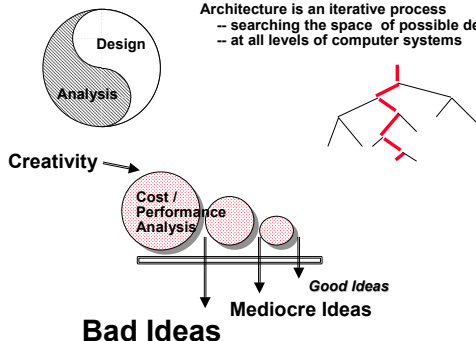 Architecture is an iterative process
-- searching the space of possible de
-- at all levels of computer systems
Design
Analysis
Creativity
Cost /
Performance
Analysis
Good Ideas
Mediocre Ideas
Bad Ideas